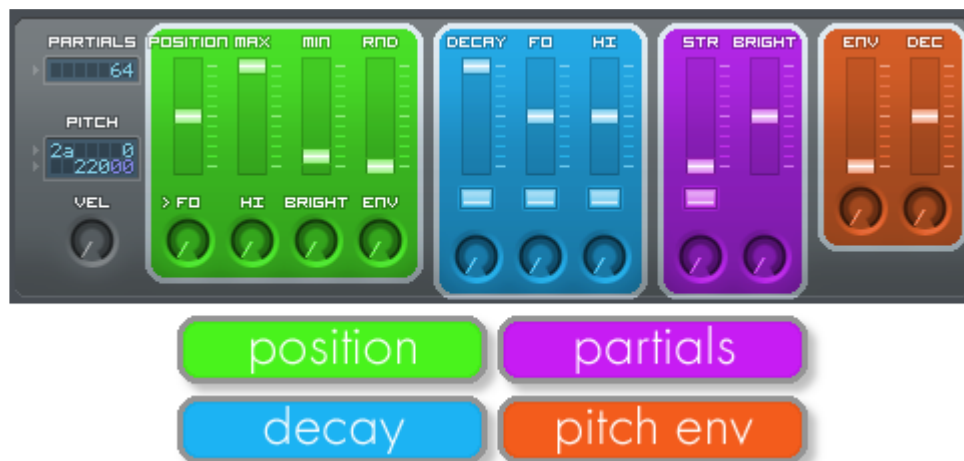 PARTIALS POSITION MAX MIN RND DECAY FO HI STR BRIGHT ENV DEC
64
PITCH
2a 0
22000
VEL > FO HI BRIGHT ENV
position partials
decay pitch env